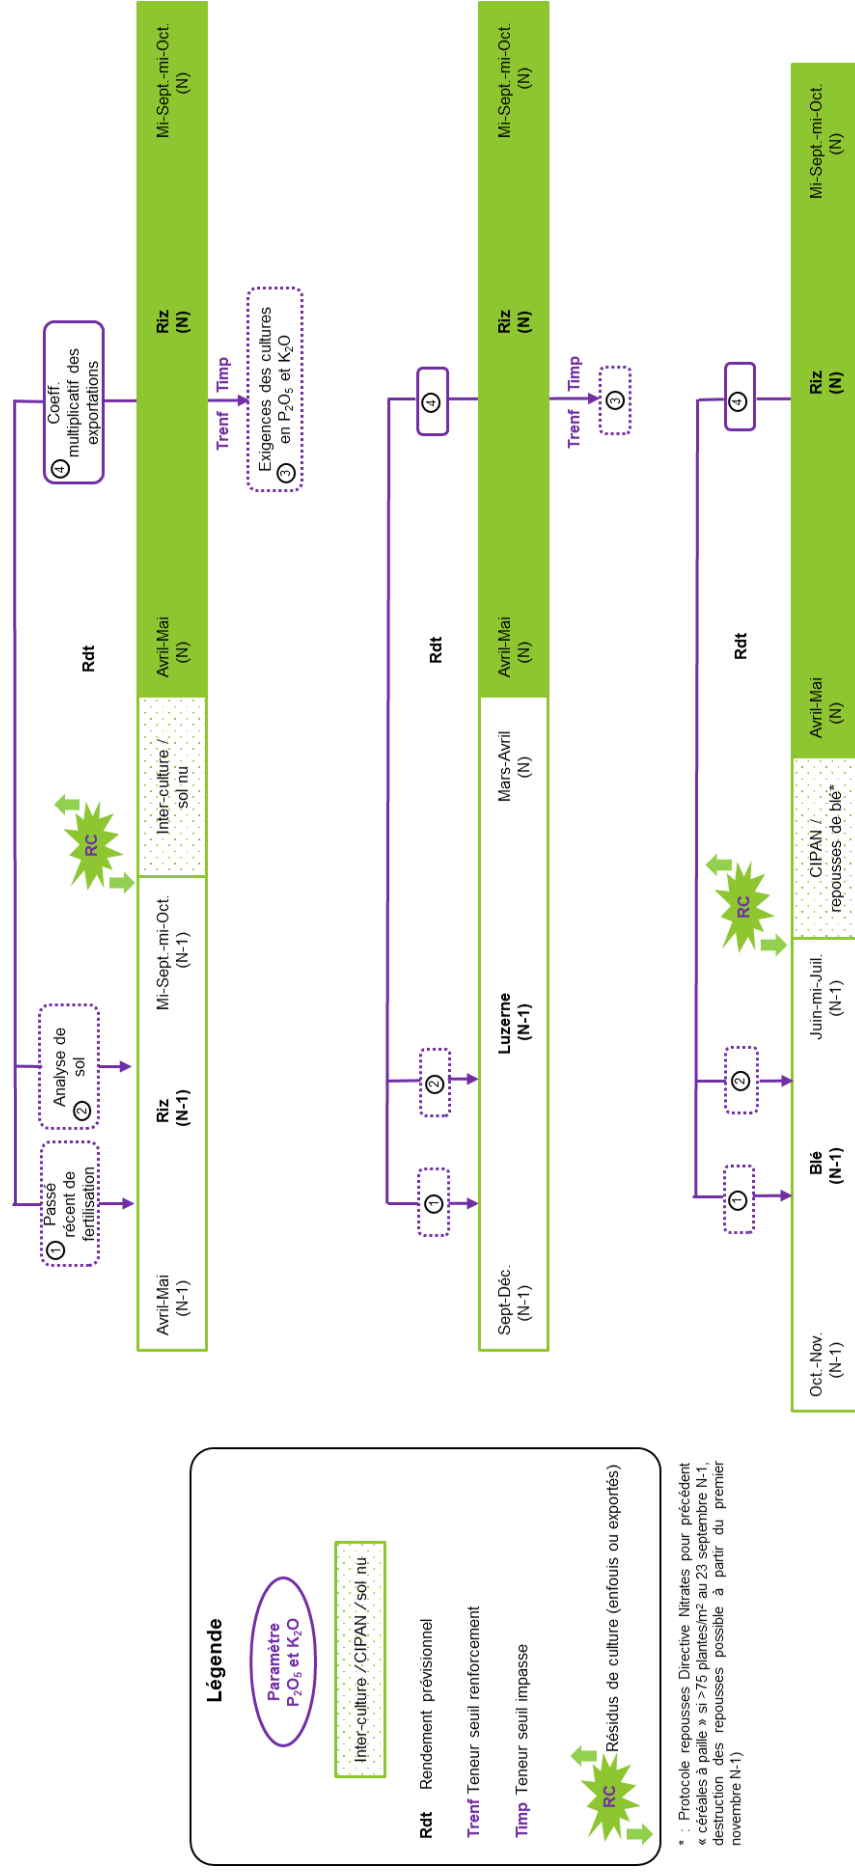 ④
Coeff.
multiplicatif des
exportations
① Passé
récent de
fertilisation
Analyse de
② sol
Rdt
RC
Avril-Mai
(N-1)
Riz
(N-1)
Mi-Sept.-mi-Oct.
(N-1)
Inter-culture /
sol nu
Avril-Mai
(N)
Riz
(N)
Mi-Sept.-mi-Oct.
(N)
Trenf Timp
Exigences des cultures
③ en P₂O₅ et K₂O
①
②
Rdt
④
Sept-Déc.
(N-1)
Luzerne
(N-1)
Mars-Avril
(N)
Avril-Mai
(N)
Riz
(N)
Mi-Sept.-mi-Oct.
(N)
Trenf Timp
③
①
②
RC
Rdt
④
Oct.-Nov.
(N-1)
Blé
(N-1)
Juin-mi-Juil.
(N-1)
CIPAN /
repousses de blé*
Avril-Mai
(N)
Riz
(N)
Mi-Sept.-mi-Oct.
(N)
Légende
Paramètre
P₂O₅ et K₂O
Inter-culture / CIPAN / sol nu
Rdt Rendement prévisionnel
Trenf Teneur seuil renforcement
Timp Teneur seuil impasse
RC Résidus de culture (enfouis ou exportés)
* : Protocole repousses Directive Nitrates pour précédent
« céréales à paille » si >75 plantes/m² au 23 septembre N-1,
destruction des repousses possible à partir du premier
novembre N-1)